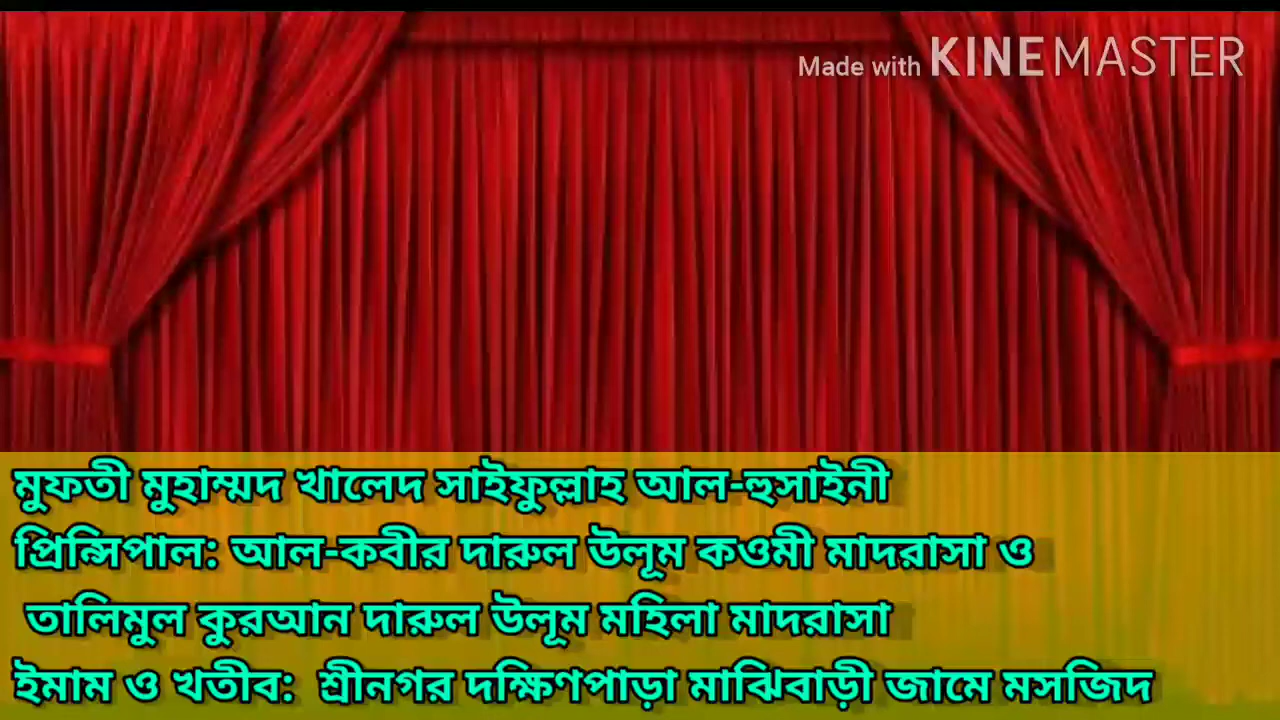 Made with KINEMASTER
মুফতী মুহাম্মদ খালেদ সাইফুল্লাহ আল-হুসাইনী
প্রিন্সিপাল: আল-কবীর দারুল উলূম কওমী মাদরাসা ও
তালিমুল কুরআন দারুল উলূম মহিলা মাদরাসা
ইমাম ও খতীব: শ্রীনগর দক্ষিণপাড়া মাঝিবাড়ী জামে মসজিদ